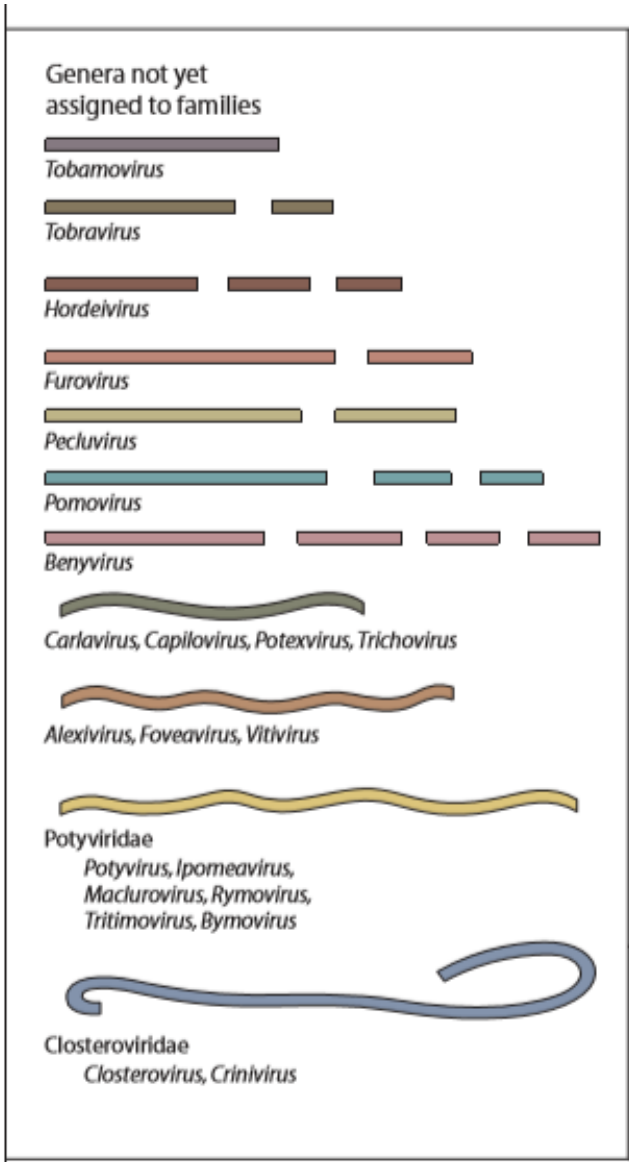 Genera not yet
assigned to families
Tobamovirus
Tobravirus
Hordeivirus
Furovirus
Pecluvirus
Pomovirus
Benyvirus
Carlavirus, Capilovirus, Potexvirus, Trichovirus
Alexivirus, Foveavirus, Vitivirus
Potyviridae
Potyvirus, Ipomeavirus,
Maclurovirus, Rymovirus,
Tritimovirus, Bymovirus
Closteroviridae
Closterovirus, Crinivirus